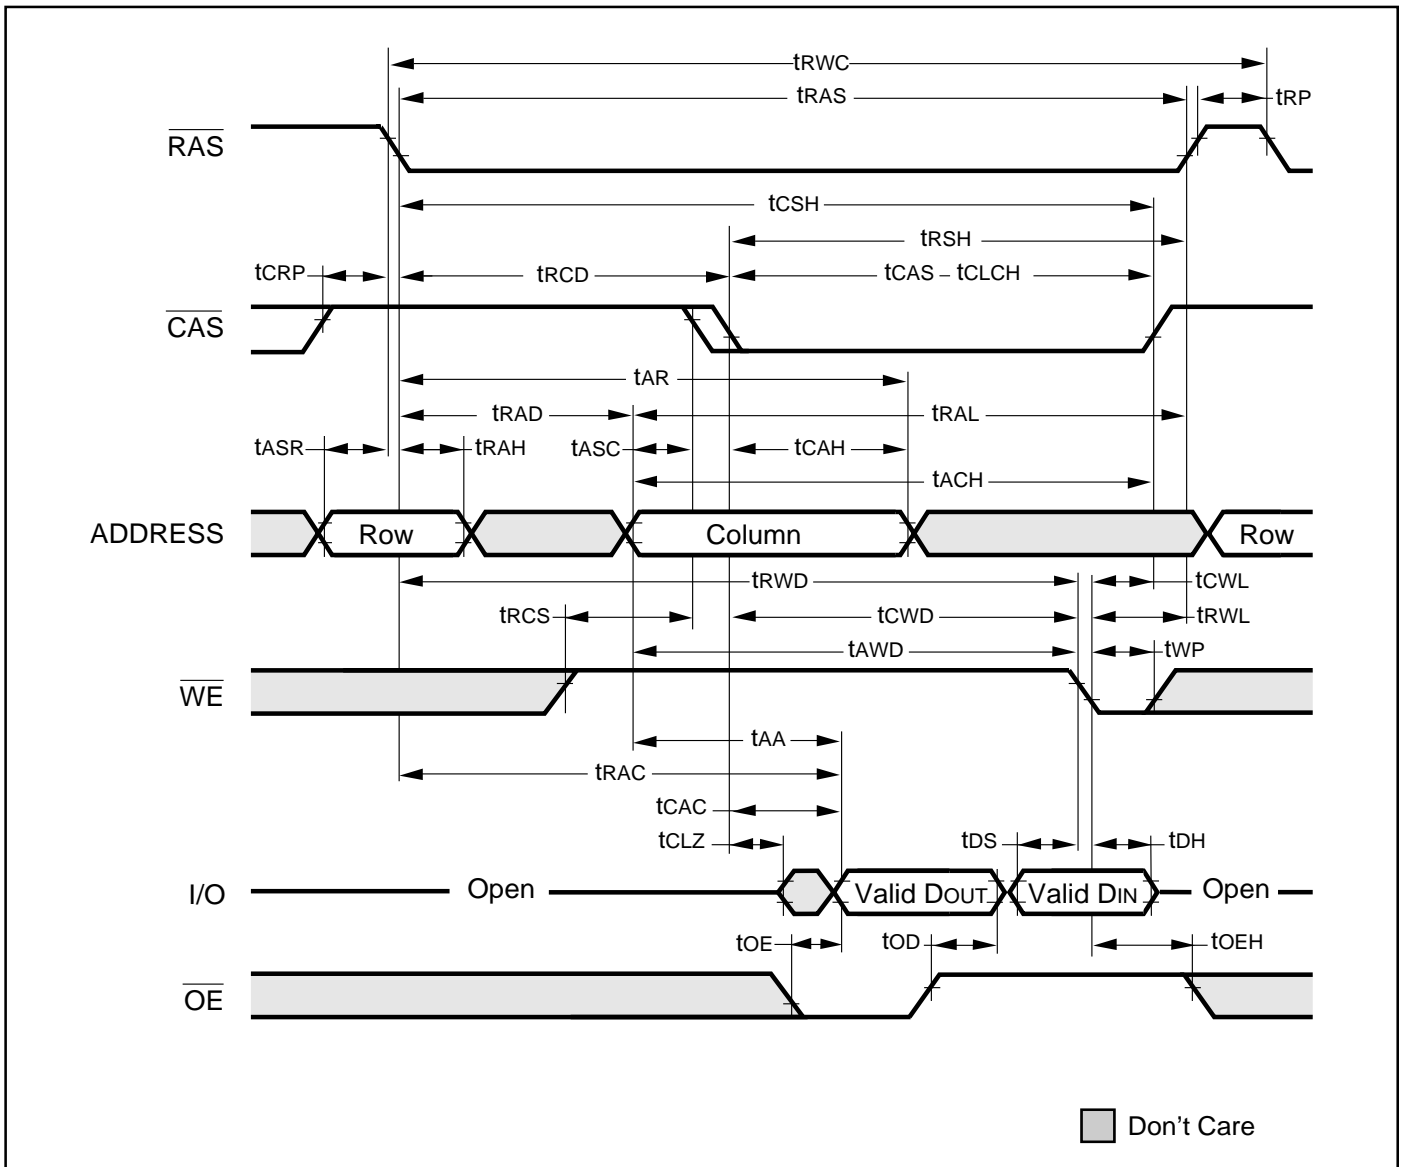 tRWC
tRAS
tRP
RAS
tCSH
tRSH
tCRP
tRCD
tCAS – tCLCH
CAS
tAR
tRAD
tRAL
tASR
tRAH
tASC
tCAH
tACH
ADDRESS
Row
Column
Row
tRWD
tCWL
tRCS
tCWD
tRWL
tAWD
tWP
WE
tAA
tRAC
tCAC
tCLZ
tDS
tDH
I/O
Open
Valid DOUT
Valid DIN
Open
tOE
tOD
tOEH
OE
Don't Care